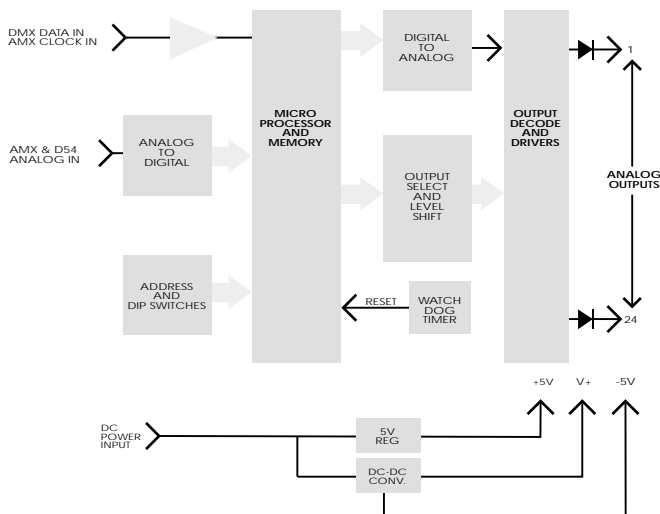 DMX DATA IN
AMX CLOCK IN
DIGITAL
TO
ANALOG
1
MICRO
PROCESSOR
AND
MEMORY
OUTPUT
DECODE
AND
DRIVERS
AMX & D54
ANALOG IN
ANALOG
TO
DIGITAL
OUTPUT
SELECT
AND
LEVEL
SHIFT
ANALOG
OUTPUTS
ADDRESS
AND
DIP SWITCHES
RESET
WATCH
DOG
TIMER
24
+5V
V+
-5V
DC
POWER
INPUT
5V
REG
DC-DC
CONV.